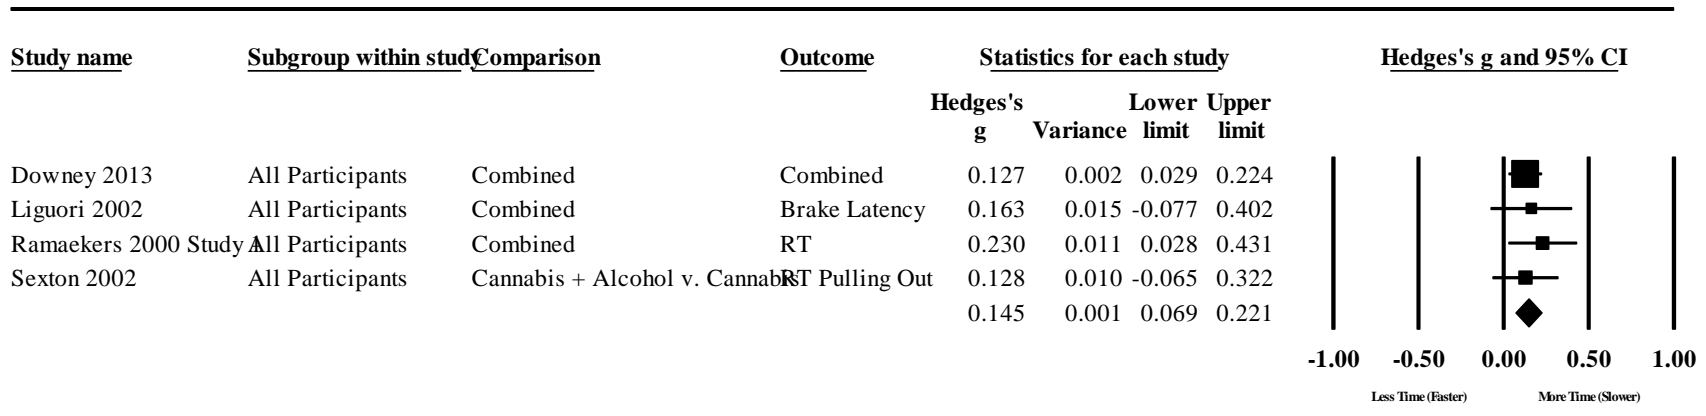 Study name Subgroup within study Comparison Outcome Statistics for each study Hedges's g and 95% CI
Hedges's Lower Upper
g Variance limit limit
Downey 2013 All Participants Combined Combined 0.127 0.002 0.029 0.224
Liguori 2002 All Participants Combined Brake Latency 0.163 0.015 -0.077 0.402
Ramaekers 2000 Study 1 All Participants Combined RT 0.230 0.011 0.028 0.431
Sexton 2002 All Participants Cannabis + Alcohol v. Cannabis RT Pulling Out 0.128 0.010 -0.065 0.322
0.145 0.001 0.069 0.221
-1.00 -0.50 0.00 0.50 1.00
Less Time (Faster) More Time (Slower)